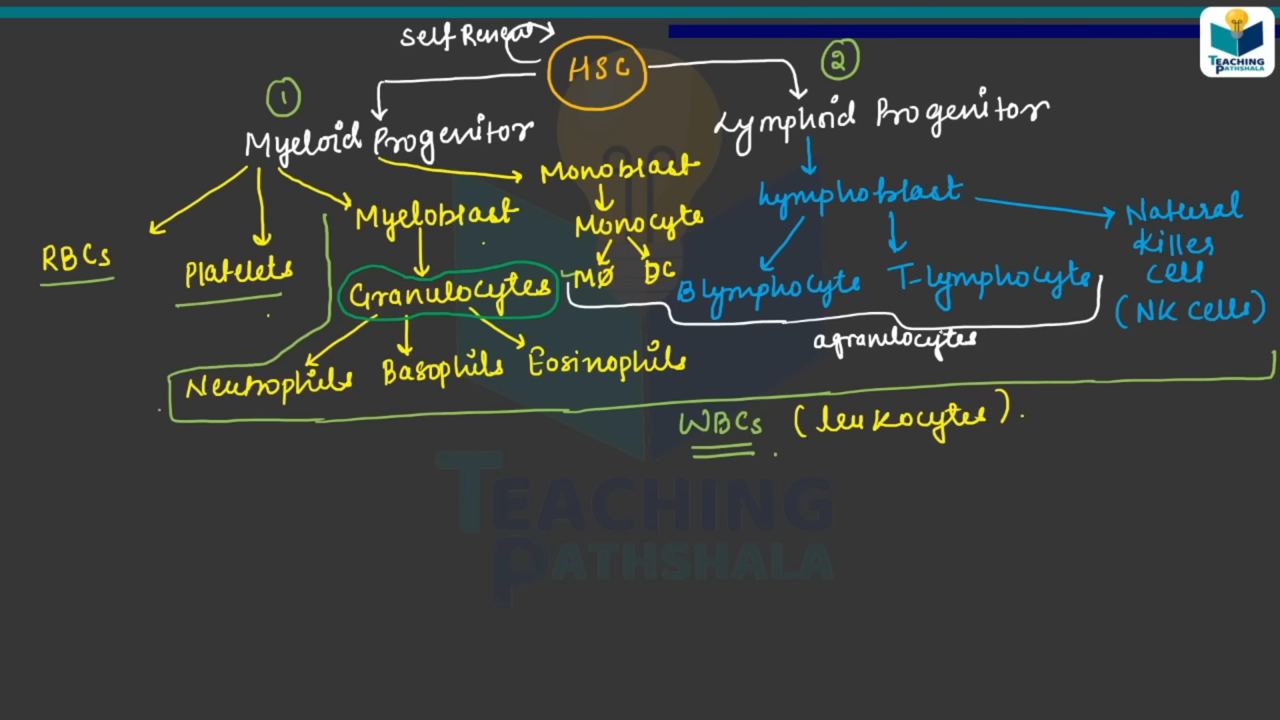 Self Renewal
HSC
TEACHING
PATHSHALA
1
2
Myeloid Progenitor
Lymphoid Progenitor
Monoblast
Myeloblast
Monocyte
Lymphoblast
Natural
Killer
cell
(NK cells)
RBCs
Platelets
Granulocytes
MØ
DC
B lymphocyte
T-lymphocyte
agranulocytes
Neutrophils
Basophils
Eosinophils
WBCs (leukocytes).
TEACHING
PATHSHALA